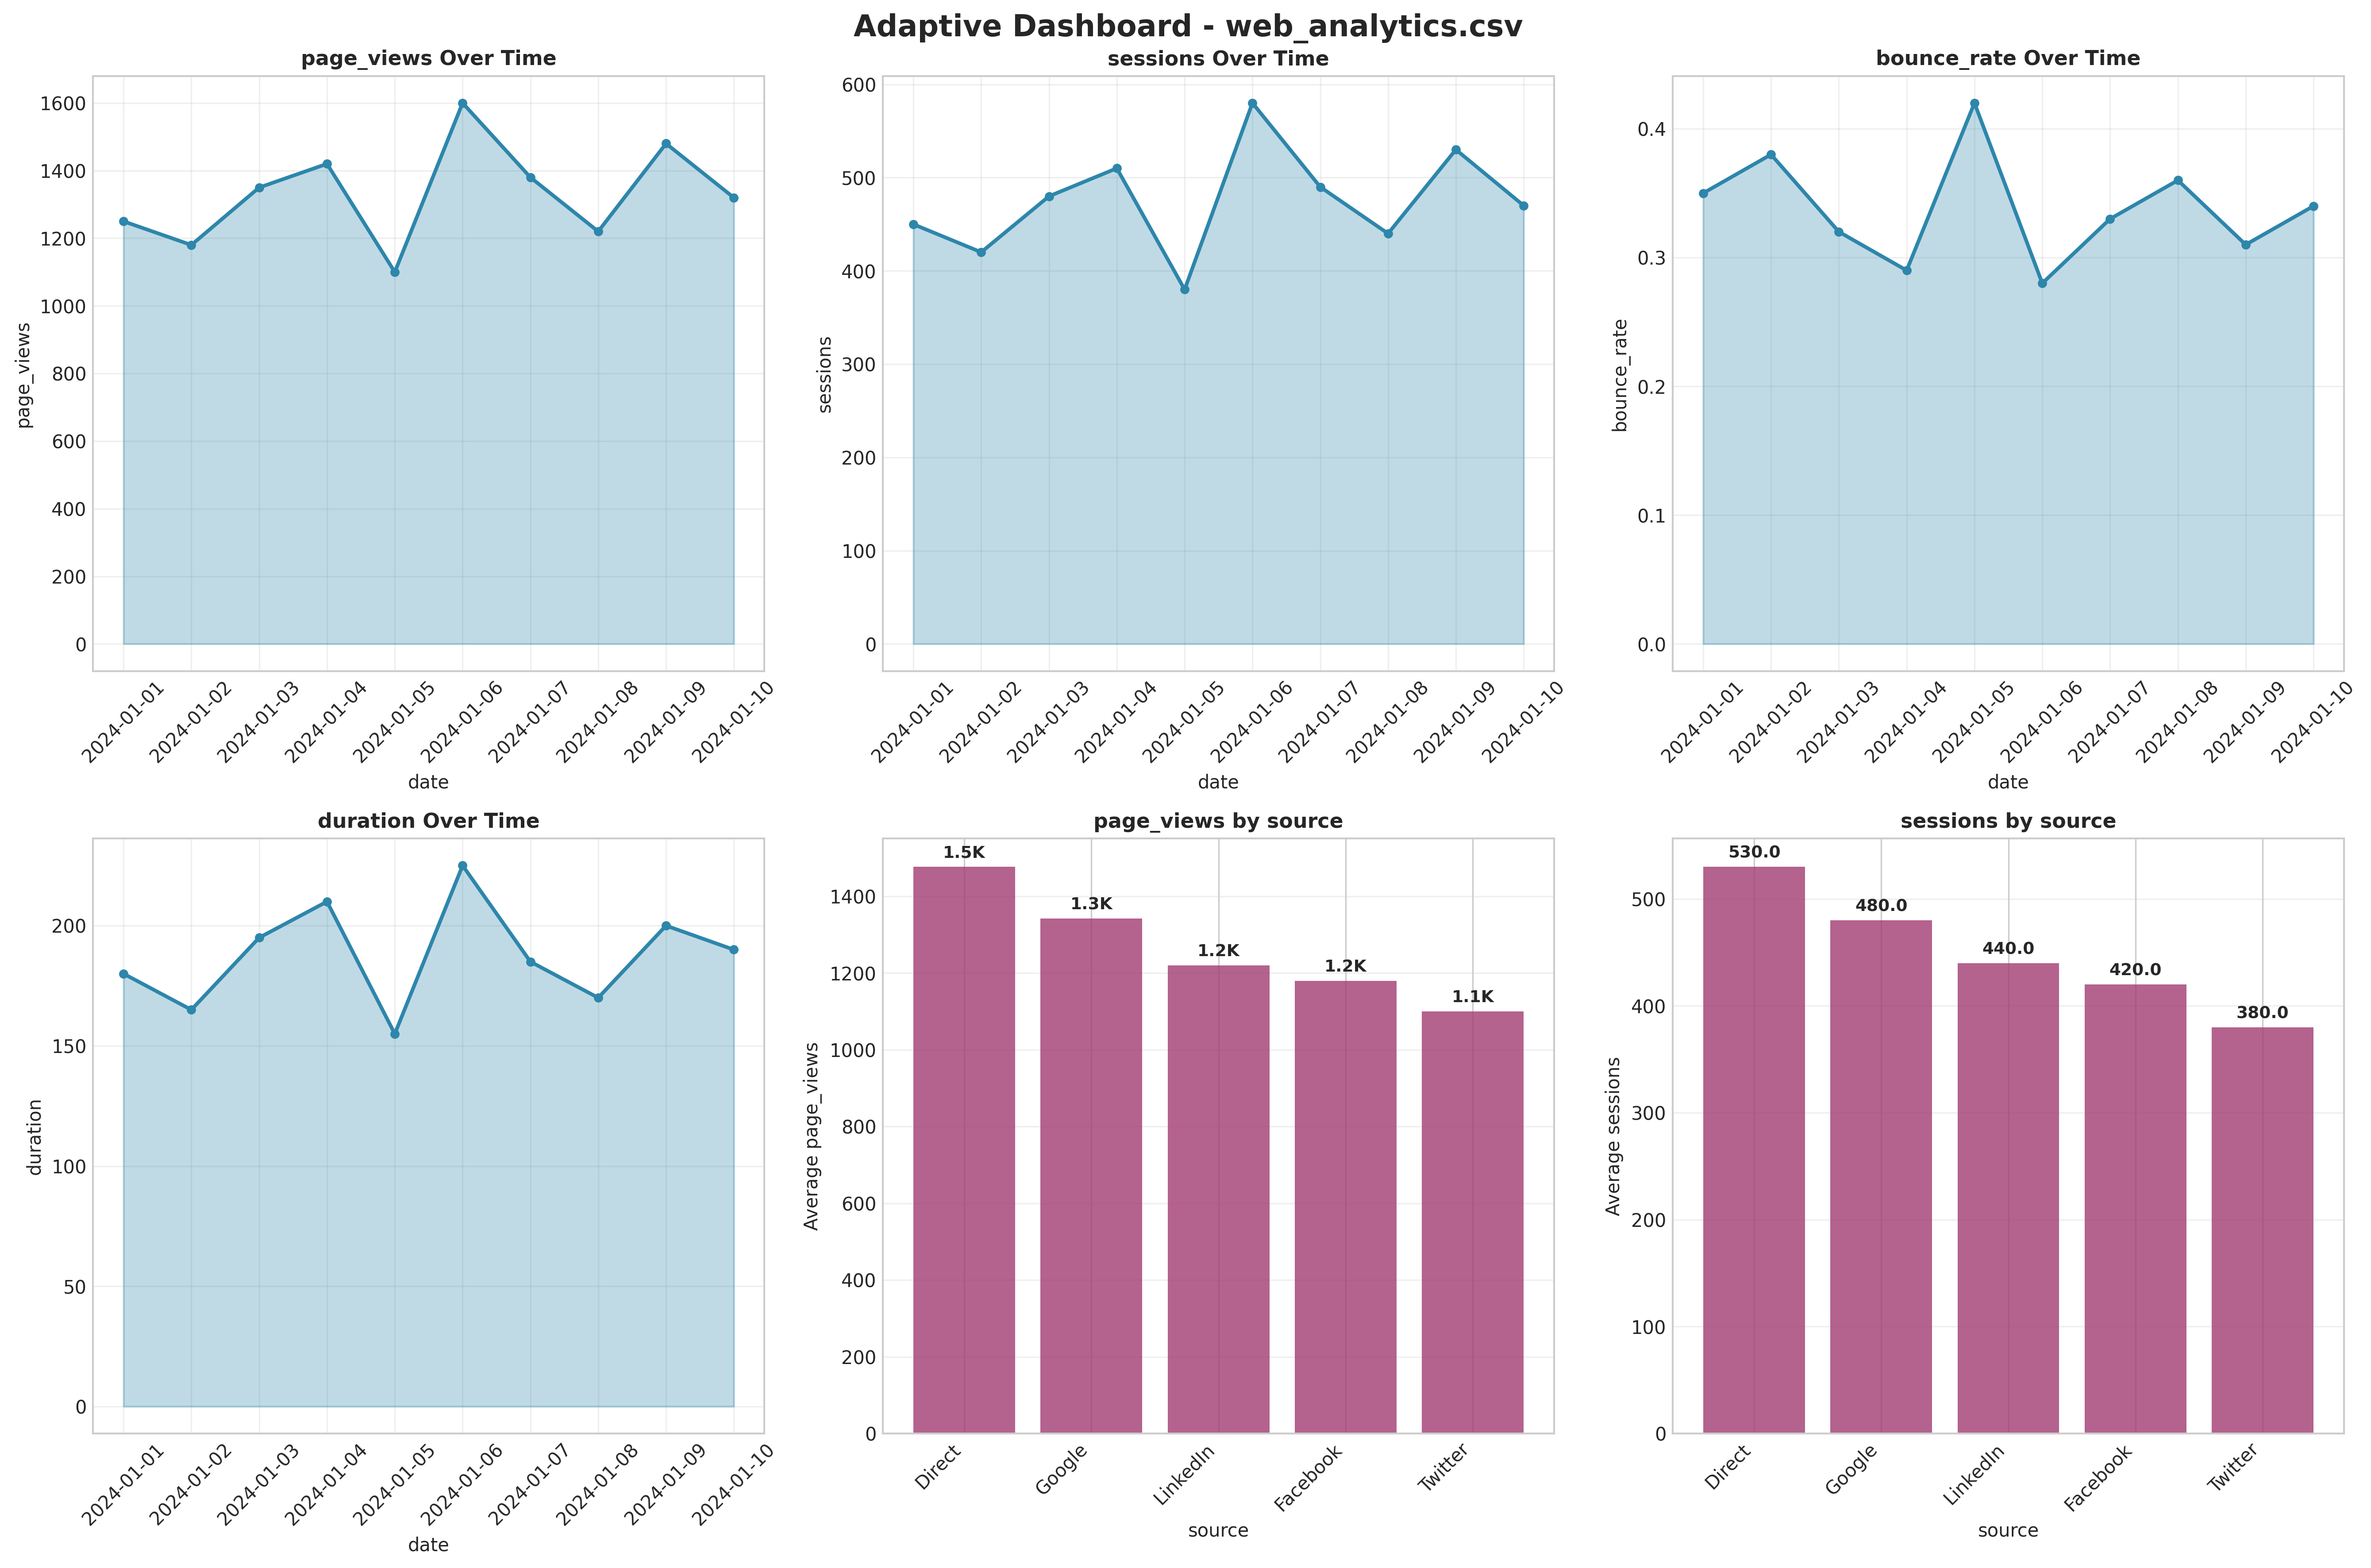 Adaptive Dashboard - web_analytics.csv
page_views Over Time
page_views
1600
1400
1200
1000
800
600
400
200
0
2024-01-01
2024-01-02
2024-01-03
2024-01-04
2024-01-05
2024-01-06
2024-01-07
2024-01-08
2024-01-09
2024-01-10
date
sessions Over Time
sessions
600
500
400
300
200
100
0
2024-01-01
2024-01-02
2024-01-03
2024-01-04
2024-01-05
2024-01-06
2024-01-07
2024-01-08
2024-01-09
2024-01-10
date
bounce_rate Over Time
bounce_rate
0.4
0.3
0.2
0.1
0.0
2024-01-01
2024-01-02
2024-01-03
2024-01-04
2024-01-05
2024-01-06
2024-01-07
2024-01-08
2024-01-09
2024-01-10
date
duration Over Time
duration
200
150
100
50
0
2024-01-01
2024-01-02
2024-01-03
2024-01-04
2024-01-05
2024-01-06
2024-01-07
2024-01-08
2024-01-09
2024-01-10
date
page_views by source
Average page_views
1400
1200
1000
800
600
400
200
0
1.5K
1.3K
1.2K
1.2K
1.1K
Direct
Google
LinkedIn
Facebook
Twitter
source
sessions by source
Average sessions
500
400
300
200
100
0
530.0
480.0
440.0
420.0
380.0
Direct
Google
LinkedIn
Facebook
Twitter
source